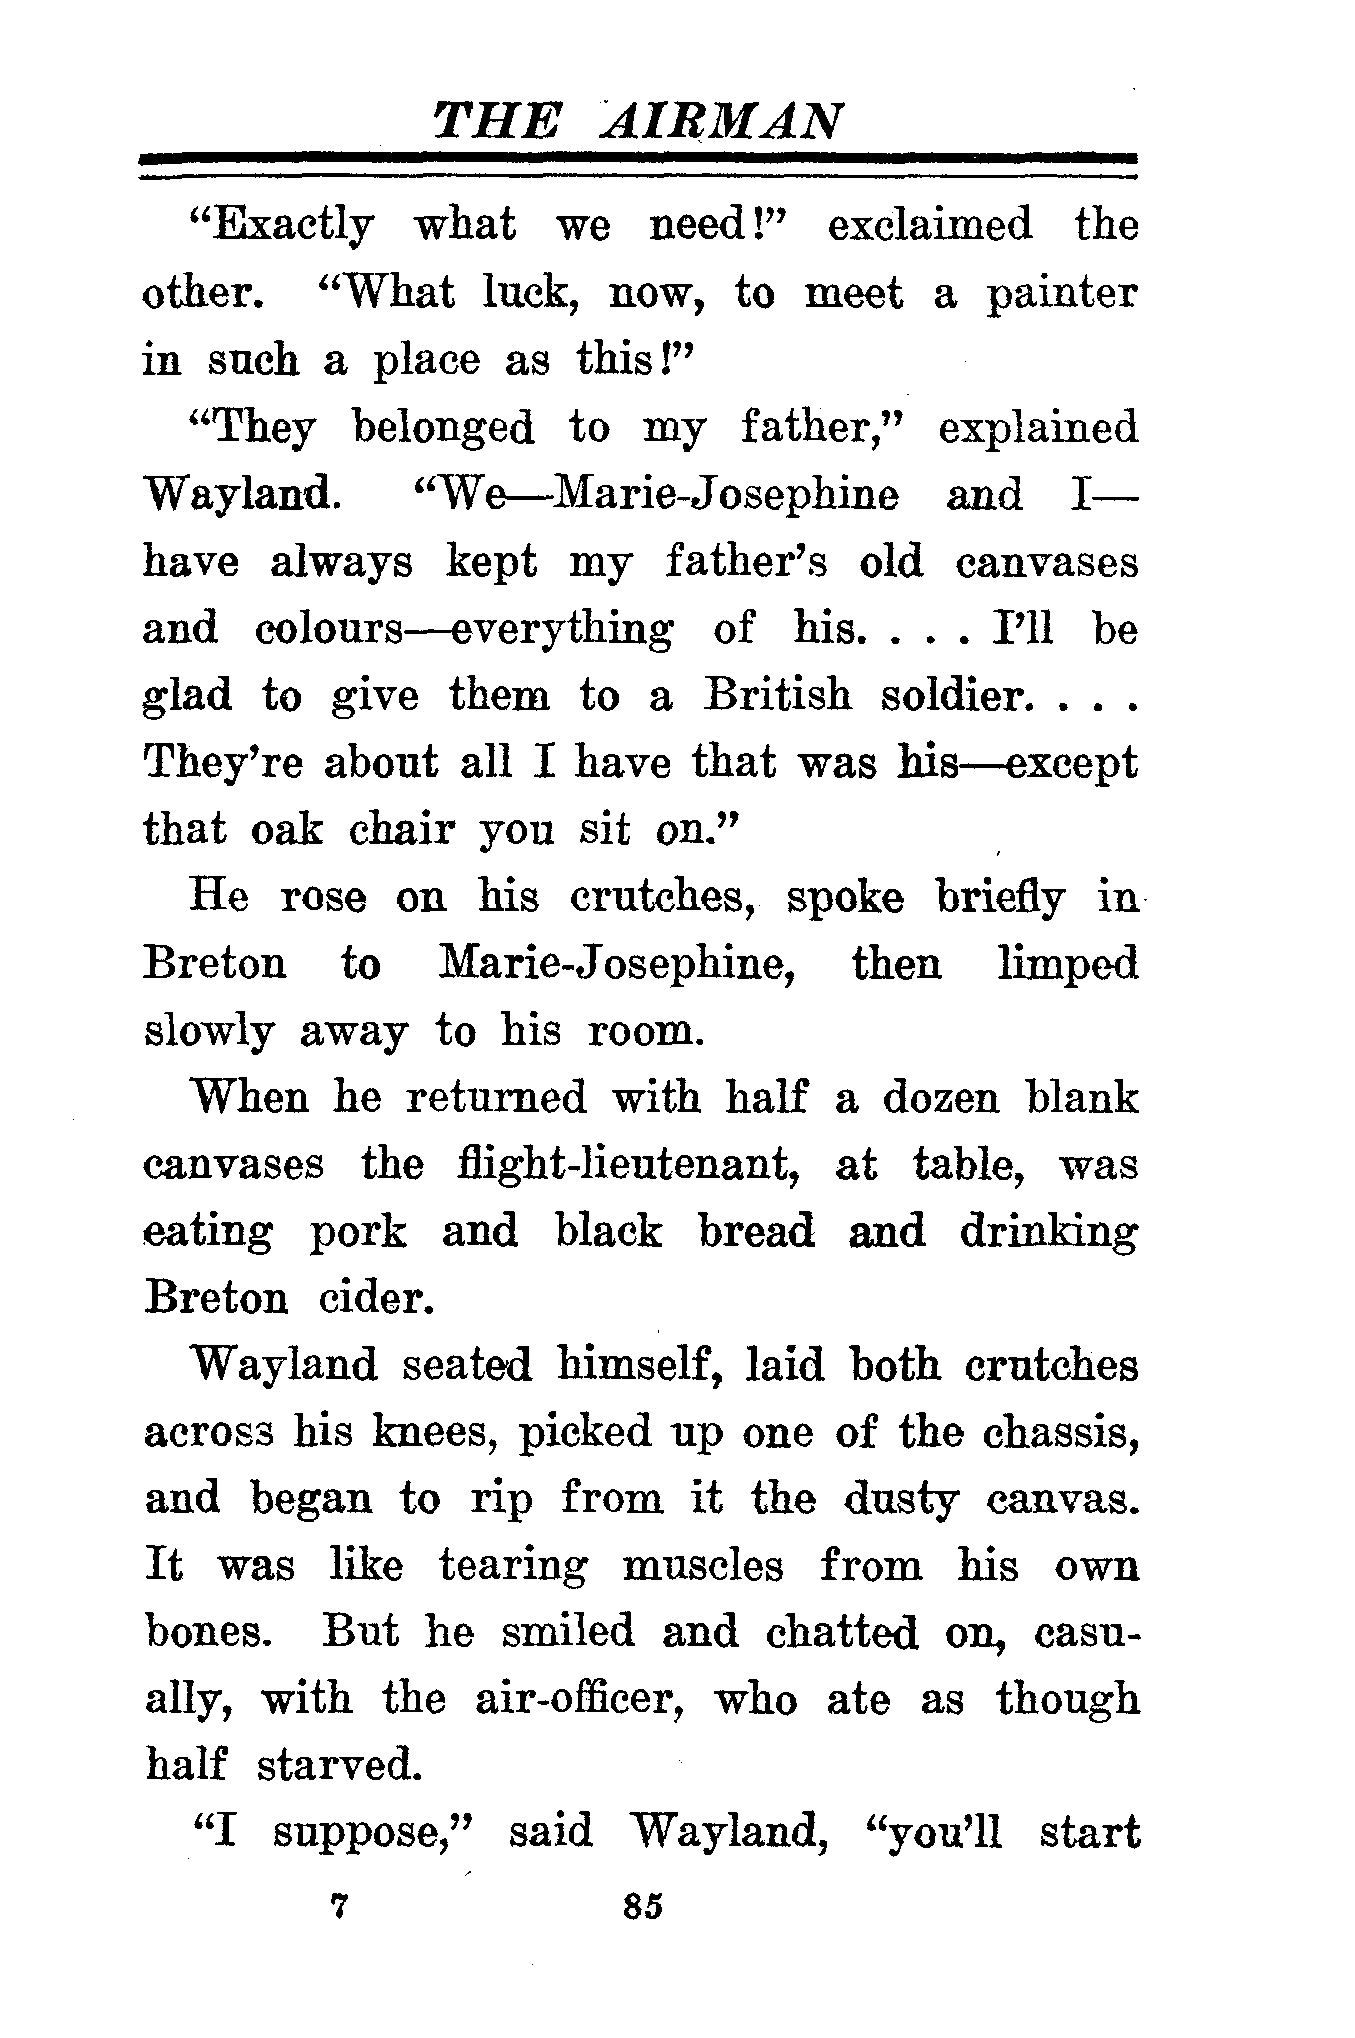 THE AIRMAN
“Exactly what we need!” exclaimed the
other. “What luck, now, to meet a painter
in such a place as this!”
“They belonged to my father,” explained
Wayland. “We—Marie-Josephine and I—
have always kept my father’s old canvases
and colours—everything of his. . . . I’ll be
glad to give them to a British soldier. . . .
They’re about all I have that was his—except
that oak chair you sit on.”
He rose on his crutches, spoke briefly in
Breton to Marie-Josephine, then limped
slowly away to his room.
When he returned with half a dozen blank
canvases the flight-lieutenant, at table, was
eating pork and black bread and drinking
Breton cider.
Wayland seated himself, laid both crutches
across his knees, picked up one of the chassis,
and began to rip from it the dusty canvas.
It was like tearing muscles from his own
bones. But he smiled and chatted on, casu-
ally, with the air-officer, who ate as though
half starved.
“I suppose,” said Wayland, “you’ll start
7 85